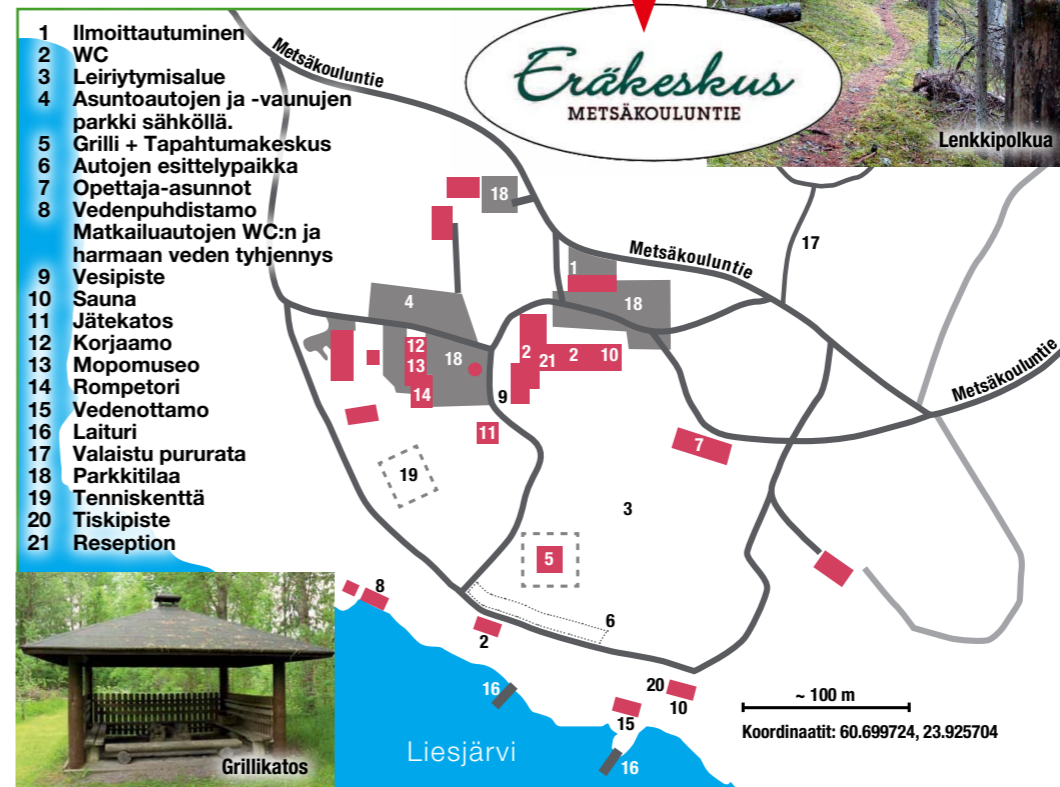 1 Ilmoittautuminen
2 WC
3 Leiriytymisalue
4 Asuntoautojen ja -vaunujen
parkki sähköllä.
5 Grilli + Tapahtumakeskus
6 Autojen esittelypaikka
7 Opettaja-asunnot
8 Vedenpuhdistamo
Matkailuautojen WC:n ja
harmaan veden tyhjennys
9 Vesipiste
10 Sauna
11 Jätekatos
12 Korjaamo
13 Mopomuseo
14 Rompetori
15 Vedenottamo
16 Laituri
17 Valaistu pururata
18 Parkkitilaa
19 Tenniskenttä
20 Tiskipiste
21 Reseption
Metsäkouluntie
Eräkeskus
METSÄKOULUNTIE
Lenkkipolkua
18
17
Metsäkouluntie
1
4
18
12
2
18
21
2
10
13
14
9
Metsäkouluntie
11
7
19
3
5
8
6
2
16
20
10
15
16
~ 100 m
Koordinaatit: 60.699724, 23.925704
Liesjärvi
Grillikatos